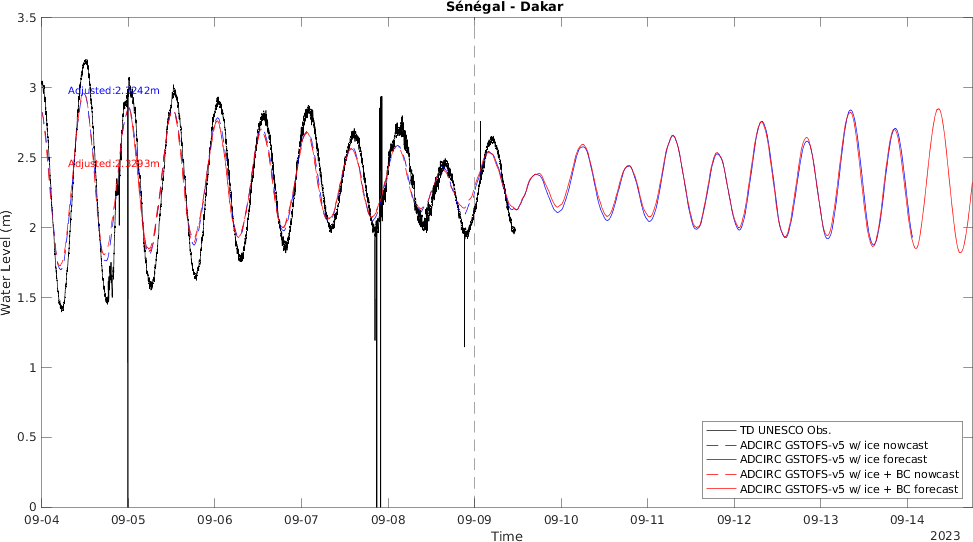 Sénégal - Dakar
3.5
3
2.5
2
1.5
1
0.5
0
Water Level (m)
Adjusted:2.3242m
Adjusted:2.3293m
TD UNESCO Obs.
ADCIRC GSTOFS-v5 w/ ice nowcast
ADCIRC GSTOFS-v5 w/ ice forecast
ADCIRC GSTOFS-v5 w/ ice + BC nowcast
ADCIRC GSTOFS-v5 w/ ice + BC forecast
09-04 09-05 09-06 09-07 09-08 09-09 09-10 09-11 09-12 09-13 09-14
Time
2023